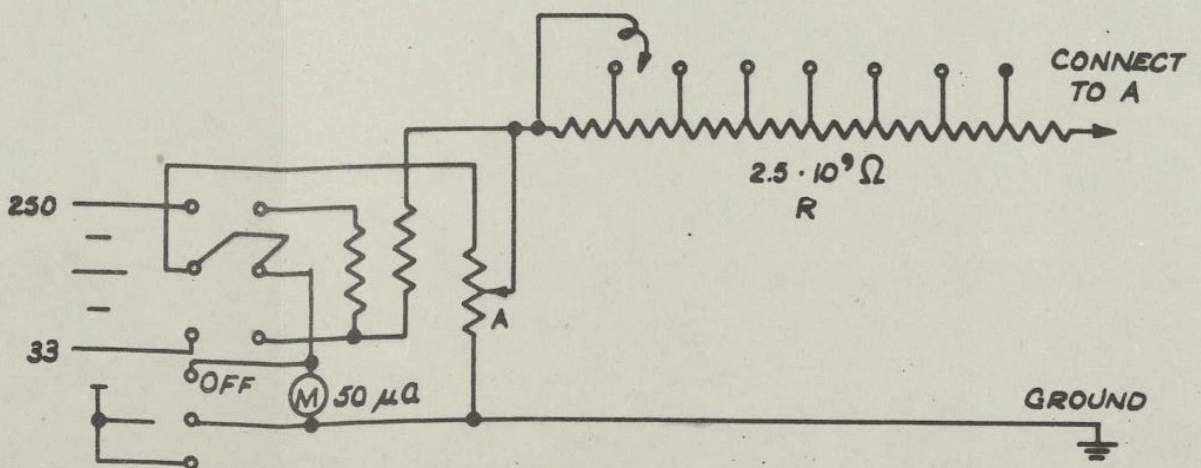 CONNECT
TO A
2.5 · 10⁹ Ω
R
250
A
33
OFF
M
50 μa
GROUND